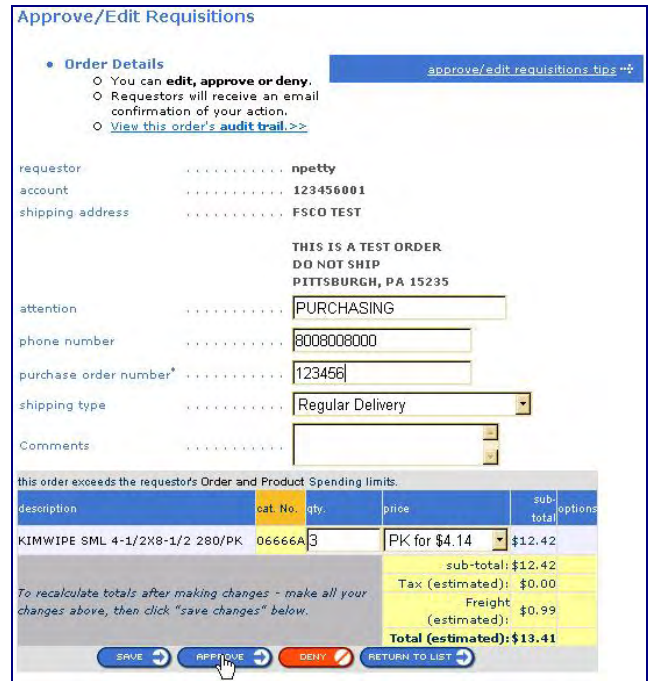 Approve/Edit Requisitions
Order Details
You can edit, approve or deny.
Requestors will receive an email
confirmation of your action.
View this order's audit trail.>>
approve/edit requisitions tips
requestor ........... npetty
account ........... 123456001
shipping address ........... FSCO TEST
THIS IS A TEST ORDER
DO NOT SHIP
PITTSBURGH, PA 15235
attention ........... PURCHASING
phone number ........... 8008008000
purchase order number* ........... 123456
shipping type ........... Regular Delivery
Comments ...........
this order exceeds the requestor's Order and Product Spending limits.
description cat. No. qty. price sub-total options
KIMWIPE SML 4-1/2X8-1/2 280/PK 06666A 3 PK for $4.14 $12.42
sub-total: $12.42
Tax (estimated): $0.00
Freight (estimated): $0.99
Total (estimated): $13.41
To recalculate totals after making changes - make all your
changes above, then click "save changes" below.
SAVE APPROVE DENY RETURN TO LIST